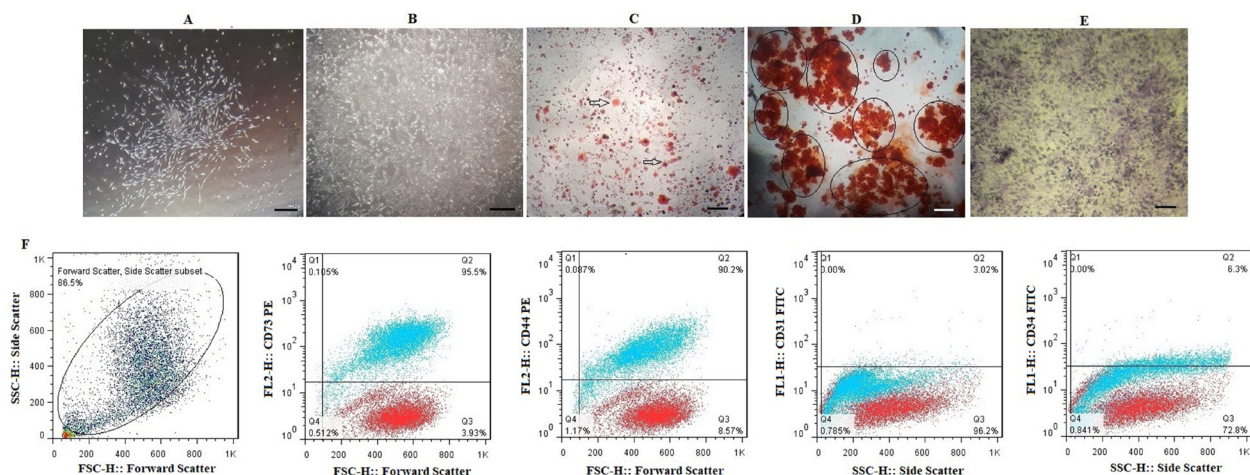 A
B
C
D
E
F
Forward Scatter, Side Scatter subset
86.5%
1K
800
600
400
200
0
0 200 400 600 800 1K
SSC-H:: Side Scatter
FSC-H:: Forward Scatter
Q1
0.105%
Q2
95.5%
10^4
10^3
10^2
10^1
10^0
Q4
0.512%
Q3
3.93%
0 200 400 600 800 1K
FL2-H:: CD73 PE
FSC-H:: Forward Scatter
Q1
0.087%
Q2
90.2%
10^4
10^3
10^2
10^1
10^0
Q4
1.17%
Q3
8.57%
0 200 400 600 800 1K
FL2-H:: CD44 PE
FSC-H:: Forward Scatter
Q1
0.00%
Q2
3.02%
10^4
10^3
10^2
10^1
10^0
Q4
0.785%
Q3
96.2%
0 200 400 600 800 1K
FL1-H:: CD31 FITC
SSC-H:: Side Scatter
Q1
0.00%
Q2
6.3%
10^4
10^3
10^2
10^1
10^0
Q4
0.841%
Q3
72.8%
0 200 400 600 800 1K
FL1-H:: CD34 FITC
SSC-H:: Side Scatter